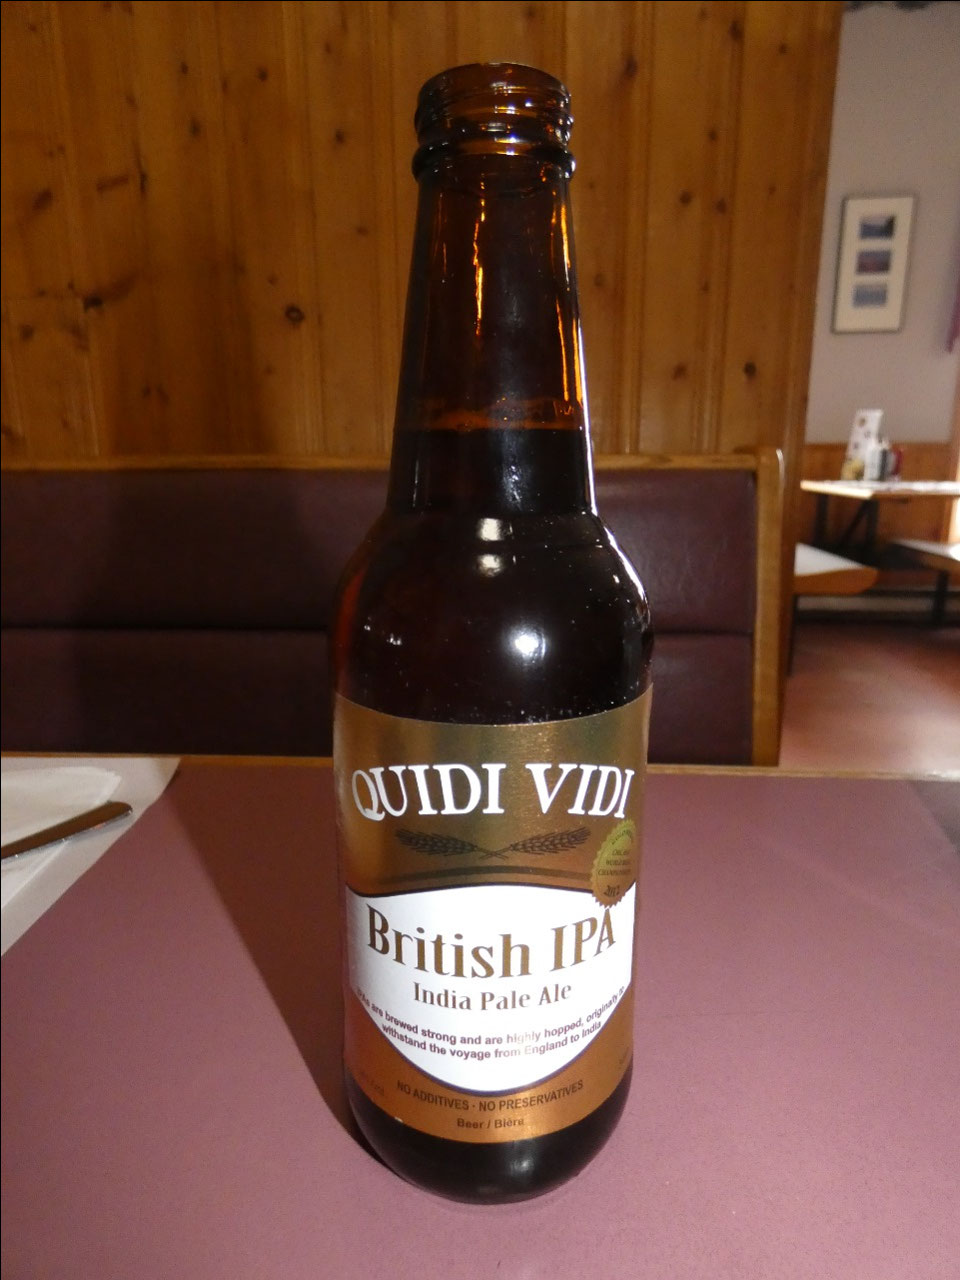 QUIDI VIDI
2012
British IPA
India Pale Ale
are brewed strong and are highly hopped, originally to
withstand the voyage from England to India
NO ADDITIVES · NO PRESERVATIVES
Beer / Bière